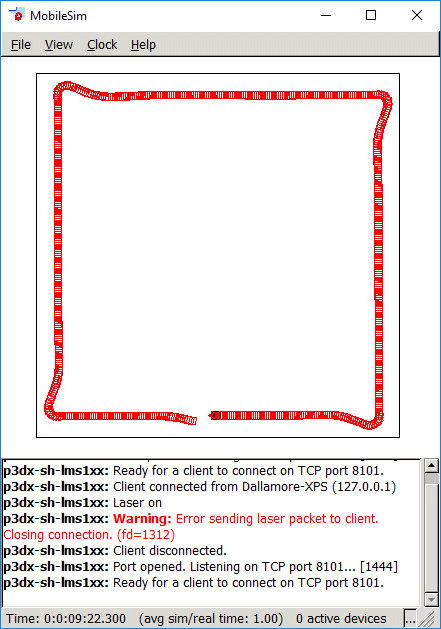 MobileSim
File View Clock Help
p3dx-sh-lms1xx: Ready for a client to connect on TCP port 8101.
p3dx-sh-lms1xx: Client connected from Dallamore-XPS (127.0.0.1)
p3dx-sh-lms1xx: Laser on
p3dx-sh-lms1xx: Warning: Error sending laser packet to client.
Closing connection. (fd=1312)
p3dx-sh-lms1xx: Client disconnected.
p3dx-sh-lms1xx: Port opened. Listening on TCP port 8101... [1444]
p3dx-sh-lms1xx: Ready for a client to connect on TCP port 8101.
Time: 0:0:09:22.300 (avg sim/real time: 1.00) 0 active devices ...